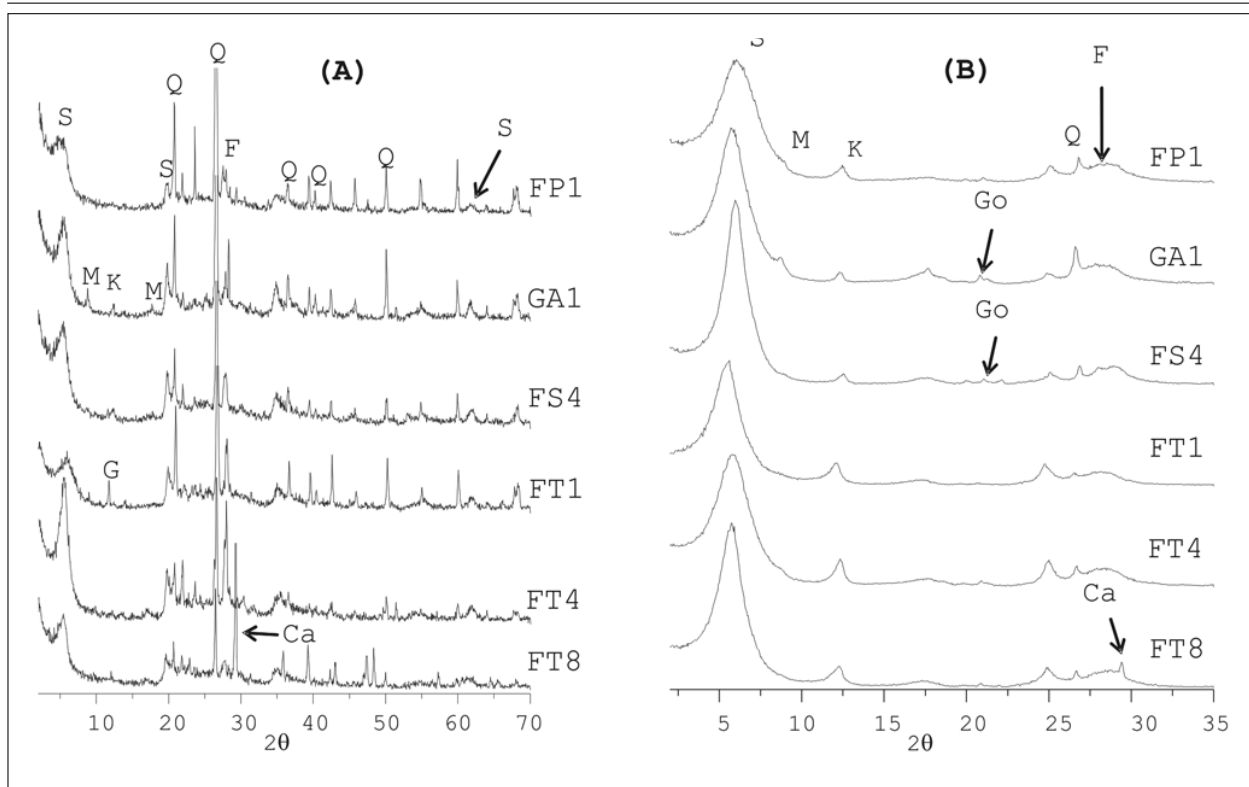 (A)
Q
Q
S
S
F
Q
Q
Q
S
FP1
M
K
M
GA1
FS4
G
FT1
FT4
Ca
FT8
10 20 30 40 50 60 70
2θ
(B)
S
M
K
Q
F
FP1
Go
GA1
Go
FS4
FT1
FT4
Ca
FT8
5 10 15 20 25 30 35
2θ